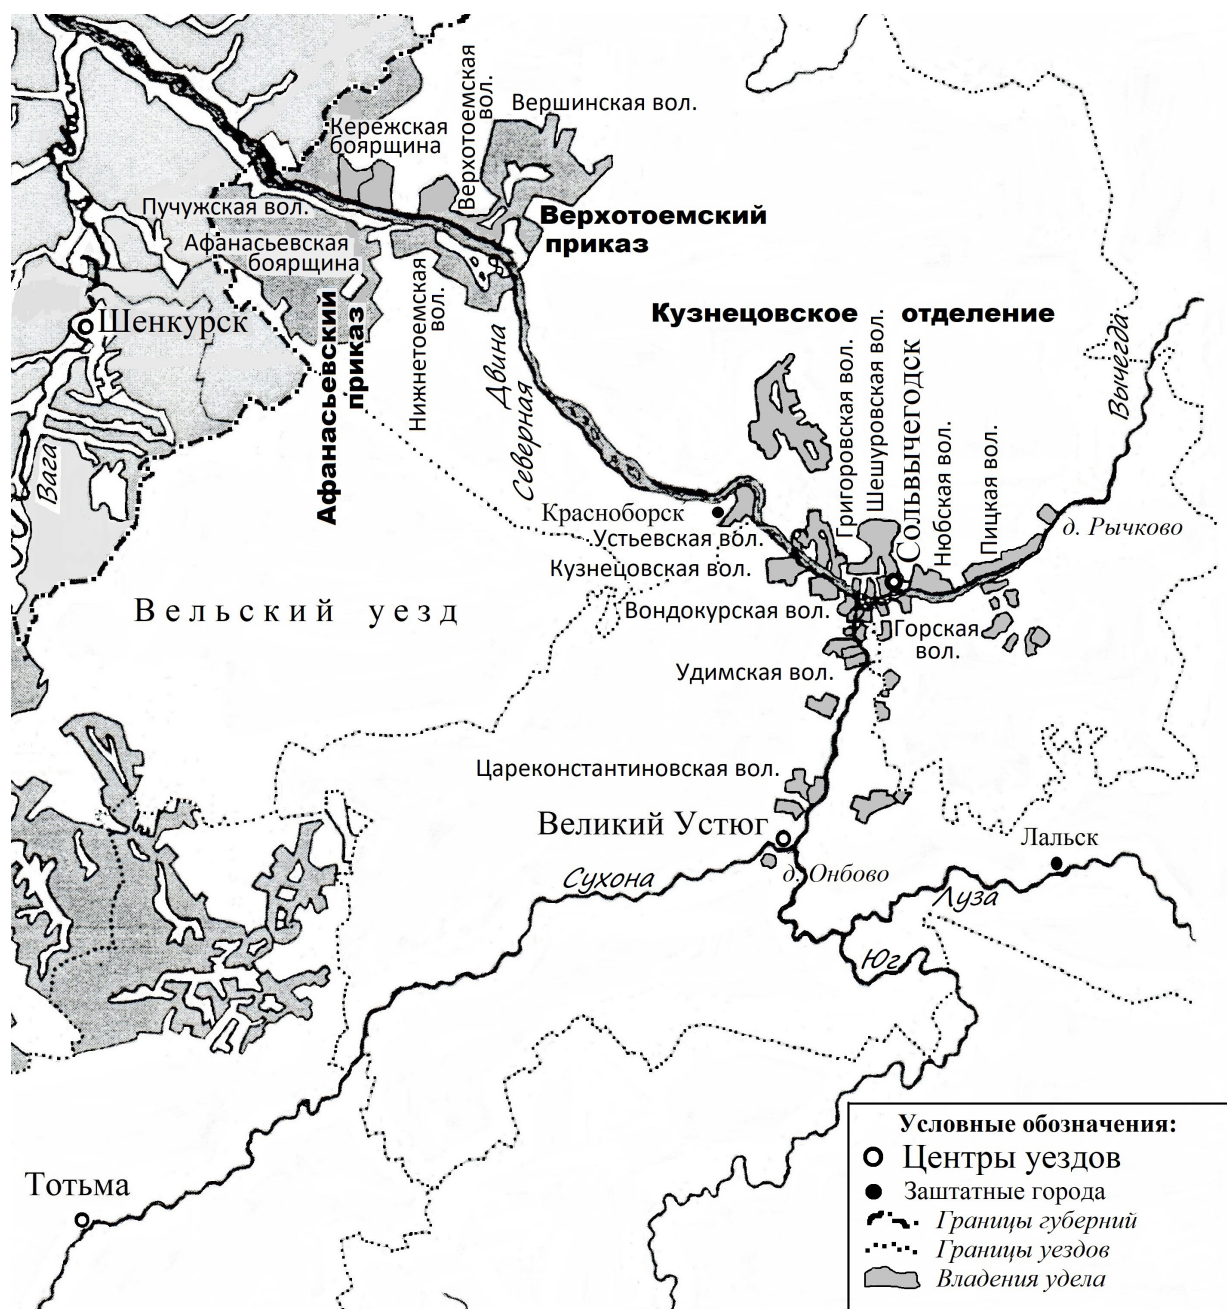 Вершинская вол.
Верхотоемская
вол.
Кережская
боярщина
Пучужская вол.
Верхотоемский
приказ
Афанасьевская
боярщина
Шенкурск
Афанасьевский
приказ
Нижнетоемская
вол.
Северная
Двина
Кузнецовское отделение
Григоровская вол.
Шешуровская вол.
Сольвычегодск
Нюбская вол.
Пицкая вол.
Вычегда
Вага
Красноборск
Устьевская вол.
д. Рычково
Кузнецовская вол.
Вельский уезд
Вондокурская вол.
Горская
вол.
Удимская вол.
Цареконстантиновская вол.
Великий Устюг
Лальск
Сухона
д. Онбово
Луза
Юг
Тотьма
Условные обозначения:
Центры уездов
Заштатные города
Границы губерний
Границы уездов
Владения удела